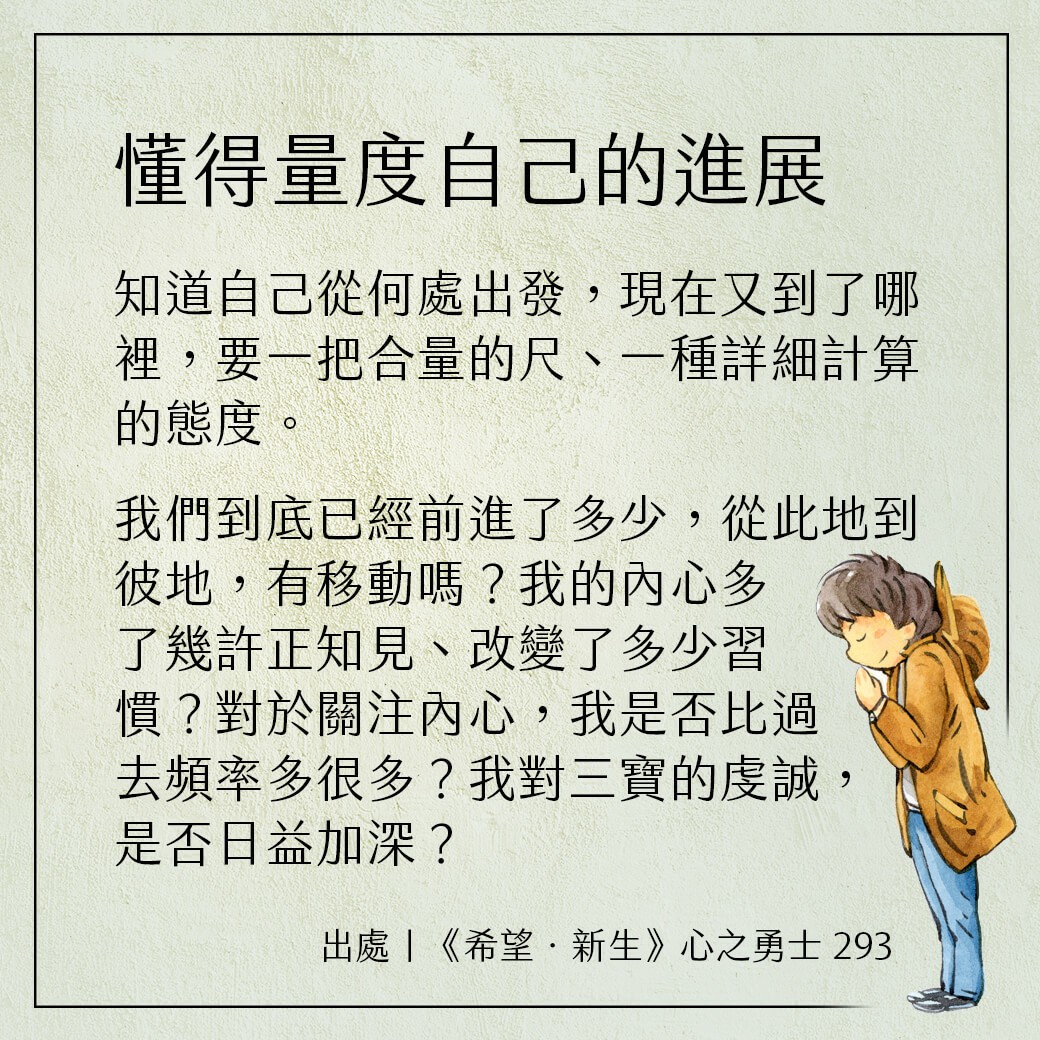 懂得量度自己的進展
知道自己從何處出發，現在又到了哪
裡，要一把合量的尺、一種詳細計算
的態度。
我們到底已經前進了多少，從此地到
彼地，有移動嗎？我的內心多
了幾許正知見、改變了多少習
慣？對於關注內心，我是否比過
去頻率多很多？我對三寶的虔誠，
是否日益加深？
出處｜《希望．新生》心之勇士 293